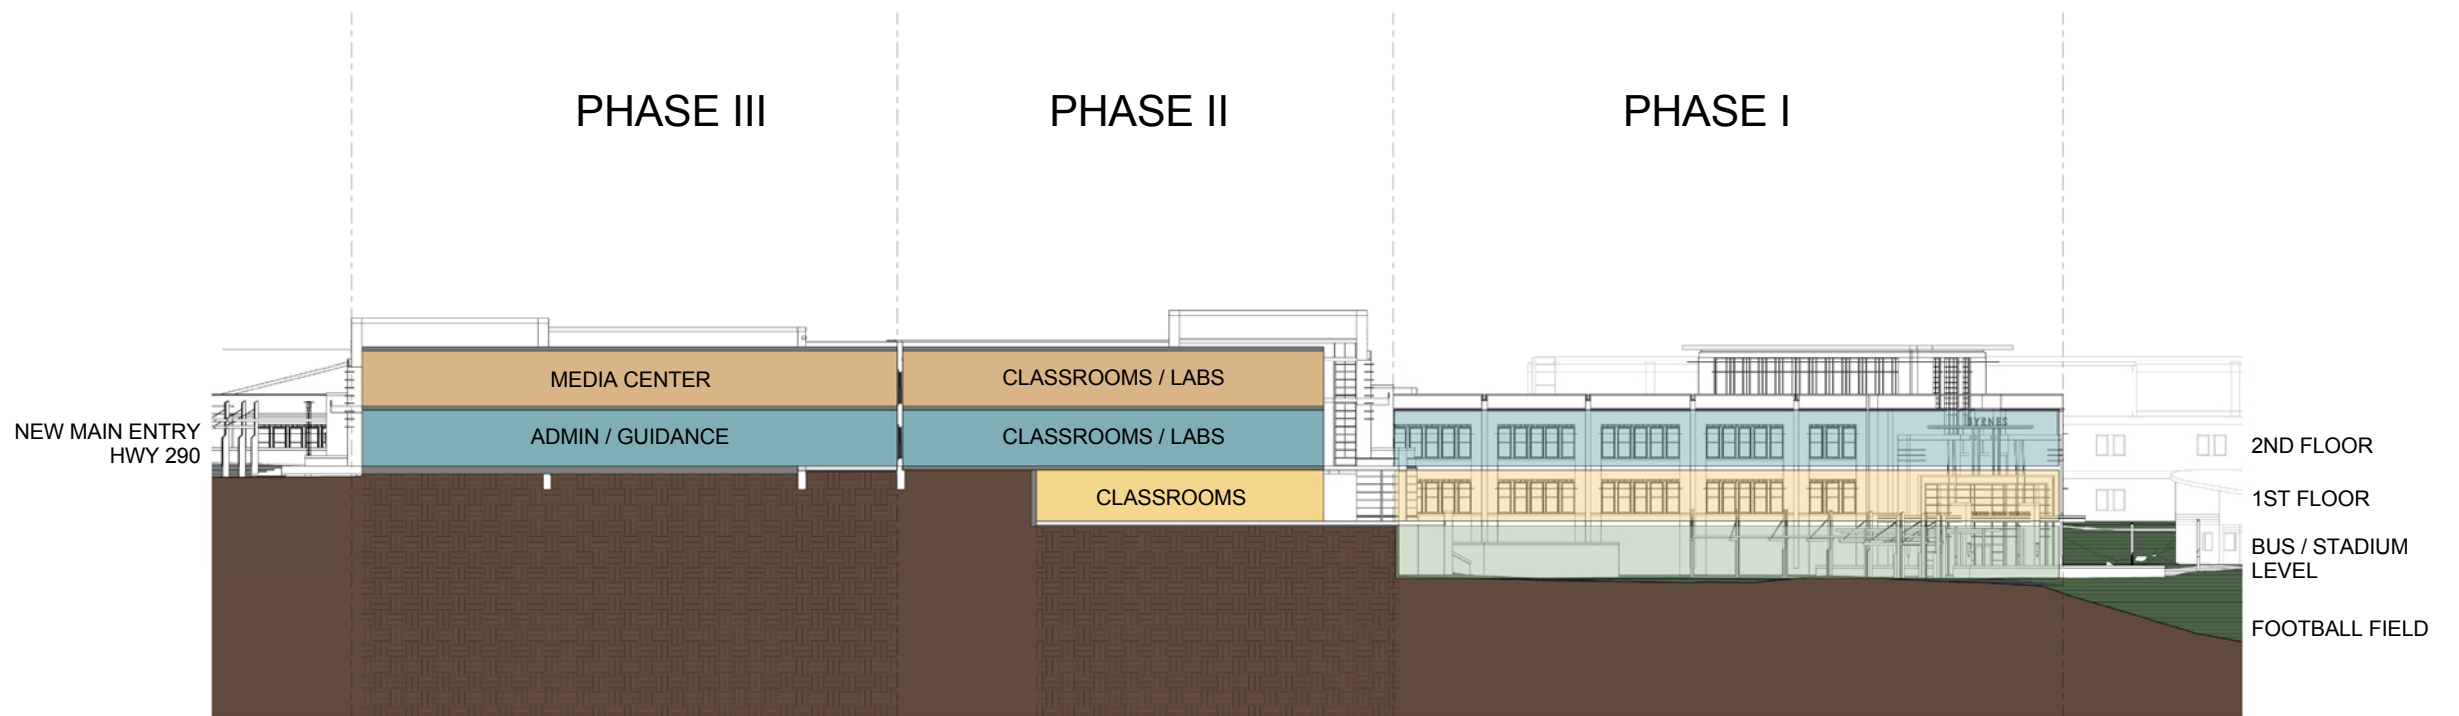 PHASE III
PHASE II
PHASE I
MEDIA CENTER
CLASSROOMS / LABS
ADMIN / GUIDANCE
CLASSROOMS / LABS
CLASSROOMS
BYRNES
NEW MAIN ENTRY
HWY 290
2ND FLOOR
1ST FLOOR
BUS / STADIUM
LEVEL
FOOTBALL FIELD